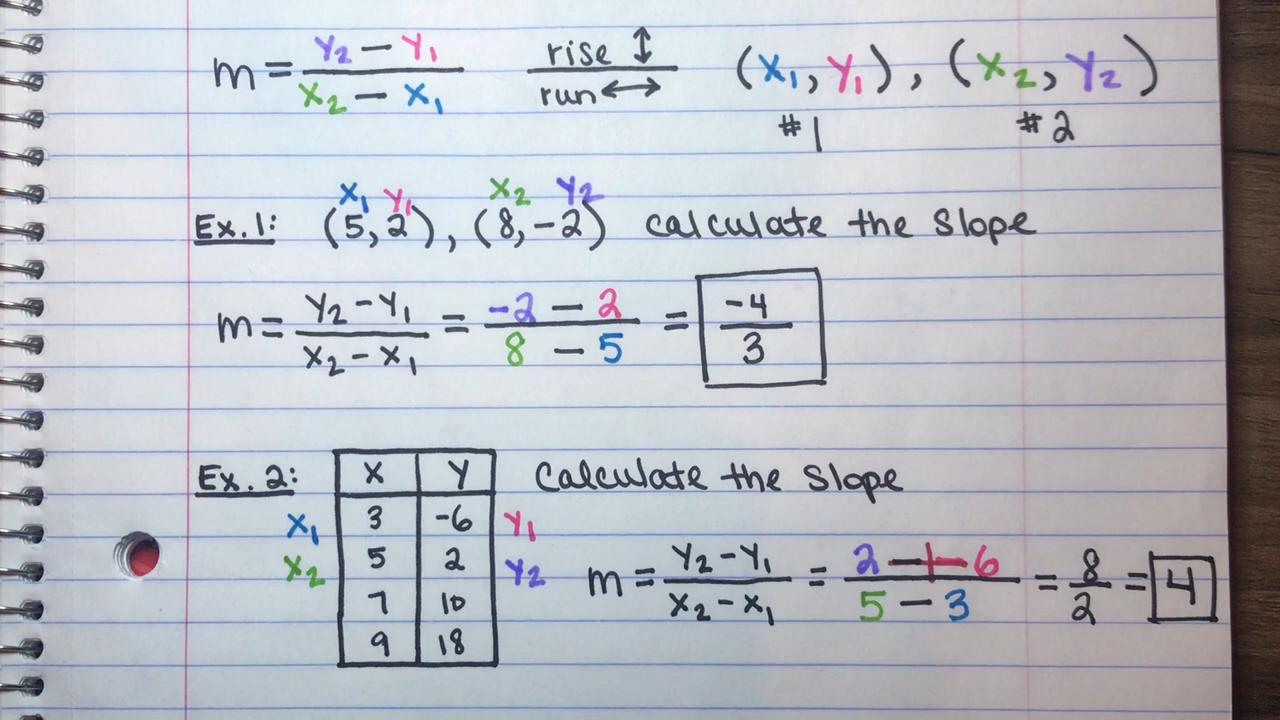 m = Y₂ - Y₁ / X₂ - X₁ rise ↕ / run ↔ (X₁, Y₁), (X₂, Y₂)
#1 #2
X₁ Y₁ X₂ Y₂
Ex. 1: (5, 2), (8, -2) Calculate the Slope
m = Y₂ - Y₁ / X₂ - X₁ = -2 - 2 / 8 - 5 = -4 / 3
Ex. 2: X Y Calculate the Slope
X₁ 3 -6 Y₁
X₂ 5 2 Y₂
7 10
9 18
m = Y₂ - Y₁ / X₂ - X₁ = 2 - | - 6 / 5 - 3 = 8 / 2 = 4